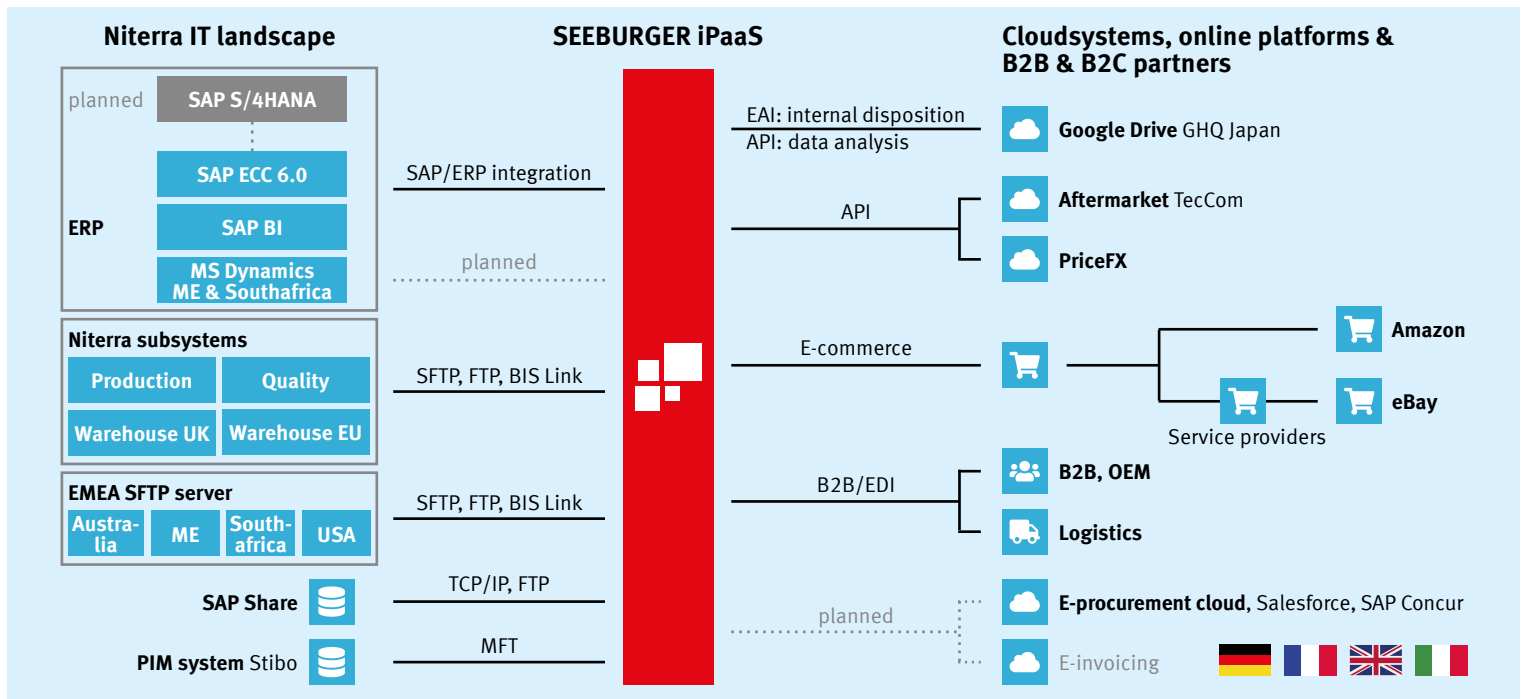 Niterra IT landscape
planned
SAP S/4HANA
SAP ECC 6.0
ERP
SAP BI
MS Dynamics
ME & Southafrica
Niterra subsystems
Production
Quality
Warehouse UK
Warehouse EU
EMEA SFTP server
Austra-
lia
ME
South-
africa
USA
SAP Share
PIM system Stibo
SAP/ERP integration
planned
SFTP, FTP, BIS Link
SFTP, FTP, BIS Link
TCP/IP, FTP
MFT
SEEBURGER iPaaS
EAI: internal disposition
API: data analysis
API
E-commerce
B2B/EDI
planned
Cloudsystems, online platforms &
B2B & B2C partners
Google Drive GHQ Japan
Aftermarket TecCom
PriceFX
Amazon
eBay
Service providers
B2B, OEM
Logistics
E-procurement cloud, Salesforce, SAP Concur
E-invoicing